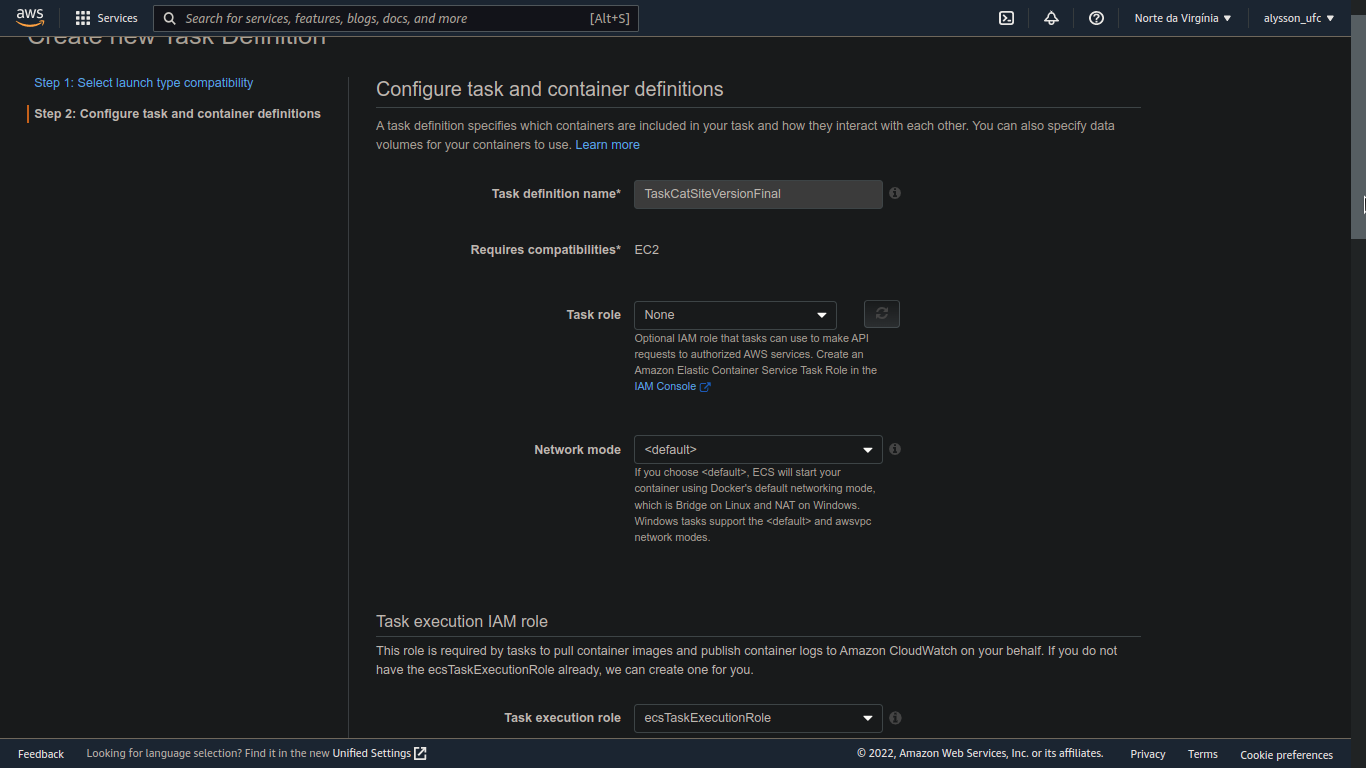 aws
Services
Search for services, features, blogs, docs, and more [Alt+S]
Norte da Virgínia
alysson_ufc
Create new Task Definition
Step 1: Select launch type compatibility
Step 2: Configure task and container definitions
Configure task and container definitions
A task definition specifies which containers are included in your task and how they interact with each other. You can also specify data
volumes for your containers to use. Learn more
Task definition name* TaskCatSiteVersionFinal
Requires compatibilities* EC2
Task role None
Optional IAM role that tasks can use to make API
requests to authorized AWS services. Create an
Amazon Elastic Container Service Task Role in the
IAM Console
Network mode <default>
If you choose <default>, ECS will start your
container using Docker's default networking mode,
which is Bridge on Linux and NAT on Windows.
Windows tasks support the <default> and awsvpc
network modes.
Task execution IAM role
This role is required by tasks to pull container images and publish container logs to Amazon CloudWatch on your behalf. If you do not
have the ecsTaskExecutionRole already, we can create one for you.
Task execution role ecsTaskExecutionRole
Feedback
Looking for language selection? Find it in the new Unified Settings
© 2022, Amazon Web Services, Inc. or its affiliates.
Privacy
Terms
Cookie preferences